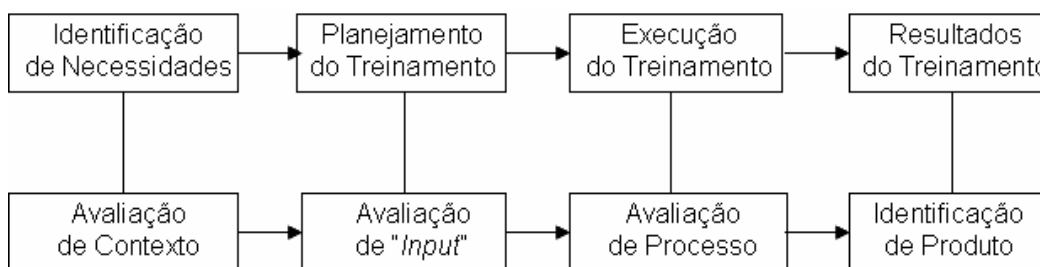 Identificação
de Necessidades
Planejamento
do Treinamento
Execução
do Treinamento
Resultados
do Treinamento
Avaliação
de Contexto
Avaliação
de "Input"
Avaliação
de Processo
Identificação
de Produto